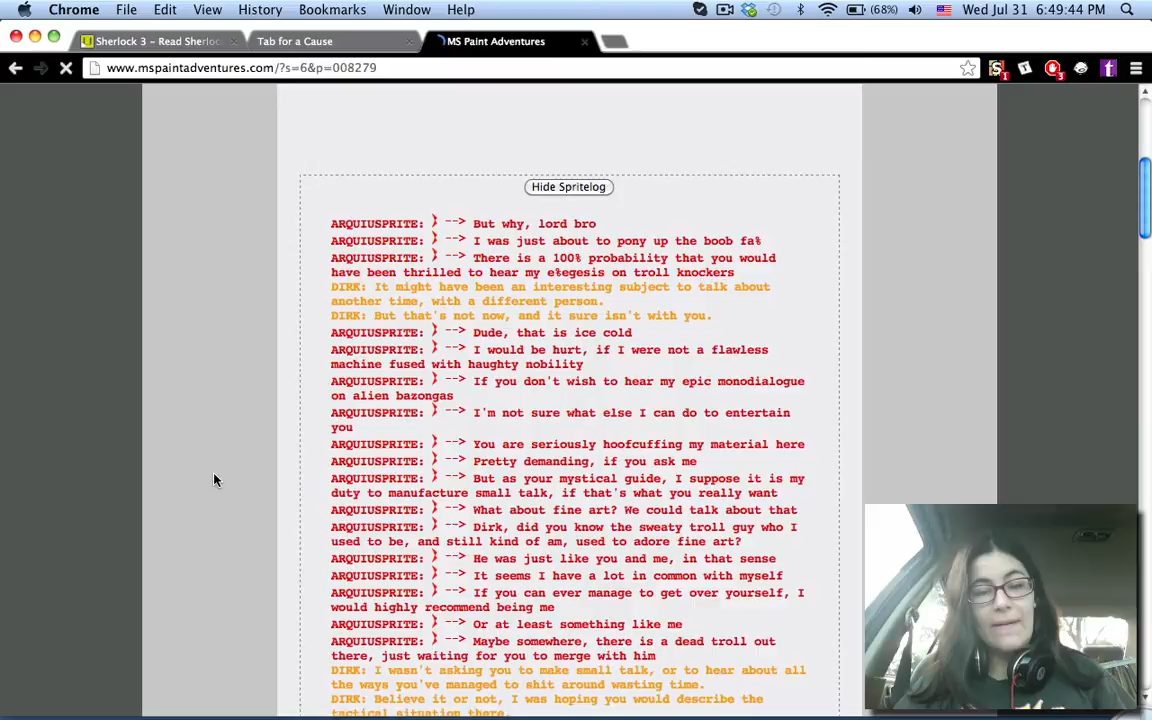 Chrome File Edit View History Bookmarks Window Help (68%) Wed Jul 31 6:49:44 PM
Sherlock 3 – Read Sherloc Tab for a Cause MS Paint Adventures
www.mspaintadventures.com/?s=6&p=008279
Hide Spritelog
ARQUIUSPRITE: --> But why, lord bro
ARQUIUSPRITE: --> I was just about to pony up the boob fa%
ARQUIUSPRITE: --> There is a 100% probability that you would
have been thrilled to hear my e%egesis on troll knockers
DIRK: It might have been an interesting subject to talk about
another time, with a different person.
DIRK: But that's not now, and it sure isn't with you.
ARQUIUSPRITE: --> Dude, that is ice cold
ARQUIUSPRITE: --> I would be hurt, if I were not a flawless
machine fused with haughty nobility
ARQUIUSPRITE: --> If you don't wish to hear my epic monodialogue
on alien bazongas
ARQUIUSPRITE: --> I'm not sure what else I can do to entertain
you
ARQUIUSPRITE: --> You are seriously hoofcuffing my material here
ARQUIUSPRITE: --> Pretty demanding, if you ask me
ARQUIUSPRITE: --> But as your mystical guide, I suppose it is my
duty to manufacture small talk, if that's what you really want
ARQUIUSPRITE: --> What about fine art? We could talk about that
ARQUIUSPRITE: --> Dirk, did you know the sweaty troll guy who I
used to be, and still kind of am, used to adore fine art?
ARQUIUSPRITE: --> He was just like you and me, in that sense
ARQUIUSPRITE: --> It seems I have a lot in common with myself
ARQUIUSPRITE: --> If you can ever manage to get over yourself, I
would highly recommend being me
ARQUIUSPRITE: --> Or at least something like me
ARQUIUSPRITE: --> Maybe somewhere, there is a dead troll out
there, just waiting for you to merge with him
DIRK: I wasn't asking you to make small talk, or to hear about all
the ways you've managed to shit around wasting time.
DIRK: Believe it or not, I was hoping you would describe the
tactical situation there.